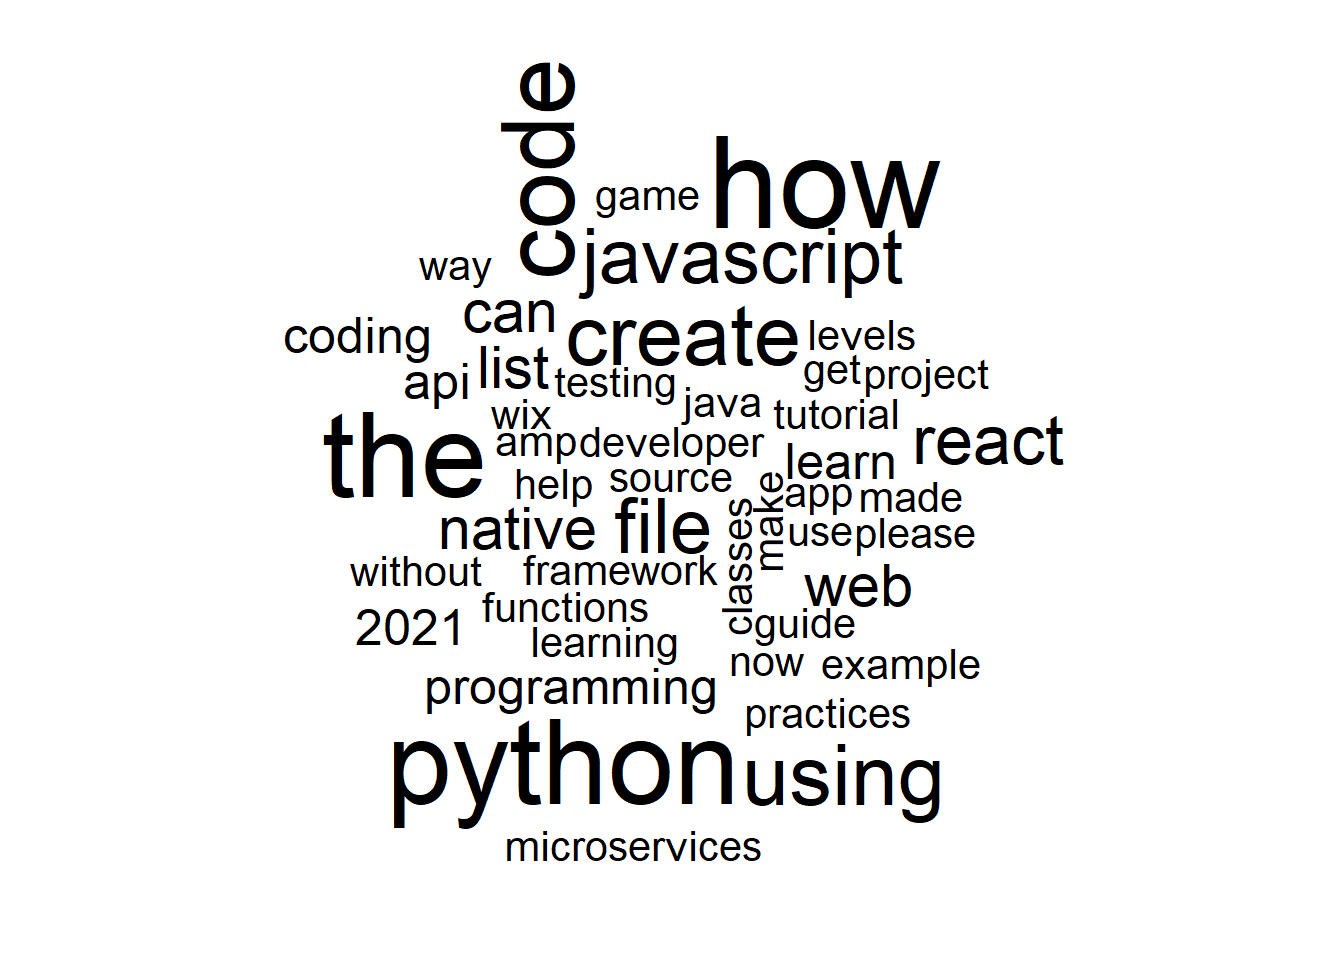 code
game how
javascript
way
can
coding create levels
list get project
api testing
java
wix tutorial
amp developer react
learn
the
help source
app made
make
native file use please
classes
without framework
web
functions
2021 guide
learning
now example
programming
practices
python using
microservices